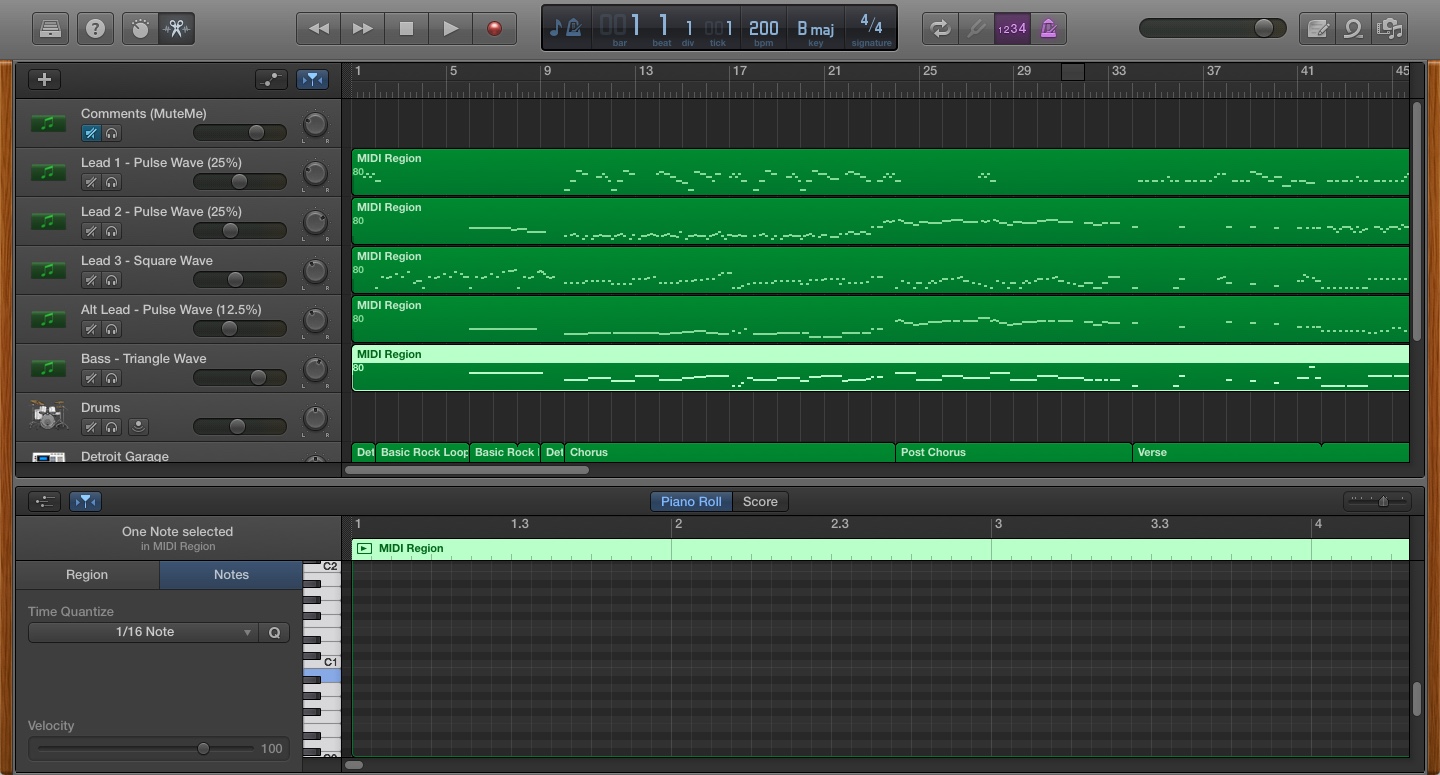 ? 1234
001 1 1 001 200 B maj 4/4
bar beat div tick bpm key signature
1 5 9 13 17 21 25 29 33 37 41 45
Comments (MuteMe)
L R
Lead 1 - Pulse Wave (25%)
L R
MIDI Region
80
Lead 2 - Pulse Wave (25%)
L R
MIDI Region
80
Lead 3 - Square Wave
L R
MIDI Region
80
Alt Lead - Pulse Wave (12.5%)
L R
MIDI Region
80
Bass - Triangle Wave
L R
MIDI Region
80
Drums
L R
Detroit Garage
Det Basic Rock Loop Basic Rock Det Chorus Post Chorus Verse
Piano Roll Score
One Note selected
in MIDI Region
1 1.3 2 2.3 3 3.3 4
MIDI Region
Region Notes
C2
Time Quantize
1/16 Note Q
C1
Velocity
100